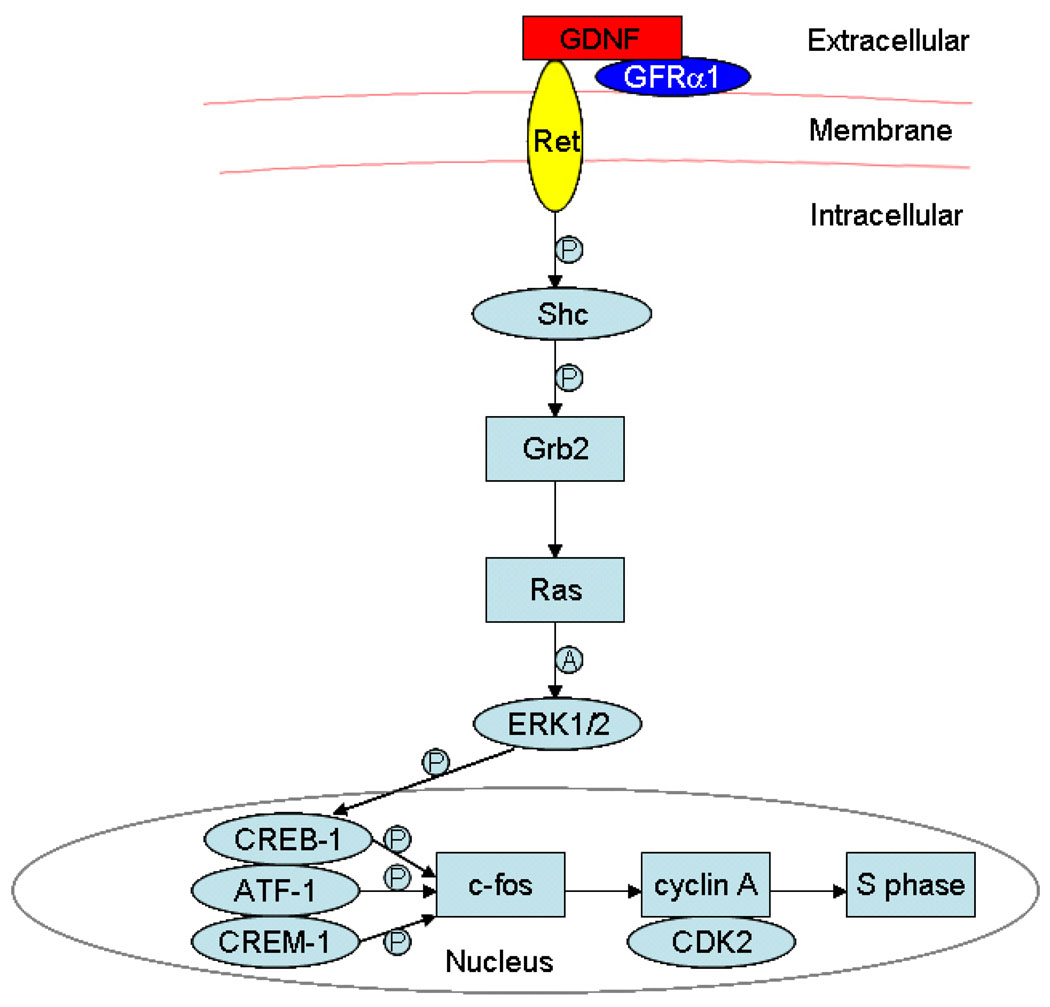 GDNF
Extracellular
GFRα1
Membrane
Ret
Intracellular
P
Shc
P
Grb2
Ras
A
ERK1/2
P
CREB-1
P
ATF-1
P
c-fos
cyclin A
S phase
CREM-1
P
CDK2
Nucleus